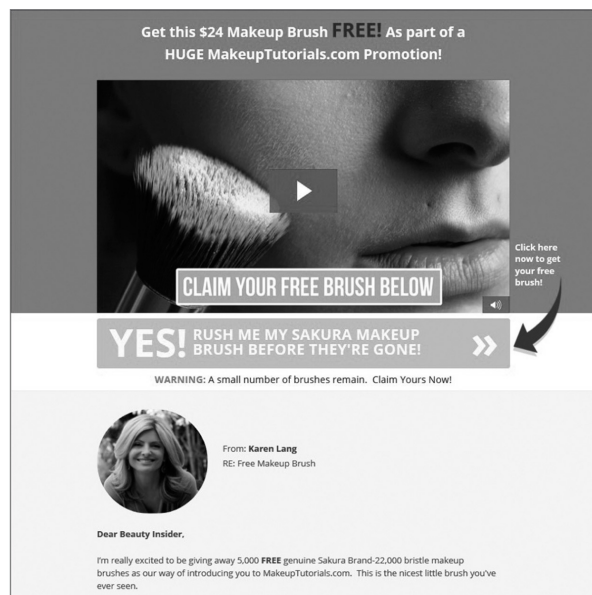 Get this $24 Makeup Brush FREE! As part of a
HUGE MakeupTutorials.com Promotion!
CLAIM YOUR FREE BRUSH BELOW
Click here
now to get
your free
brush!
YES! RUSH ME MY SAKURA MAKEUP
BRUSH BEFORE THEY'RE GONE!
WARNING: A small number of brushes remain. Claim Yours Now!
From: Karen Lang
RE: Free Makeup Brush
Dear Beauty Insider,
I'm really excited to be giving away 5,000 FREE genuine Sakura Brand-22,000 bristle makeup
brushes as our way of introducing you to MakeupTutorials.com. This is the nicest little brush you've
ever seen.